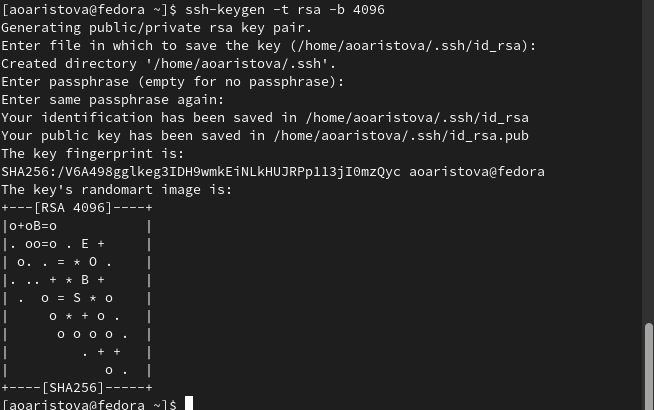 [aoaristova@fedora ~]$ ssh-keygen -t rsa -b 4096
Generating public/private rsa key pair.
Enter file in which to save the key (/home/aoaristova/.ssh/id_rsa):
Created directory '/home/aoaristova/.ssh'.
Enter passphrase (empty for no passphrase):
Enter same passphrase again:
Your identification has been saved in /home/aoaristova/.ssh/id_rsa
Your public key has been saved in /home/aoaristova/.ssh/id_rsa.pub
The key fingerprint is:
SHA256:/V6A498gglkeg3IDH9wmkEiNLkHUJRPp113jI0mzQyc aoaristova@fedora
The key's randomart image is:
+---[RSA 4096]----+
|o+oB=o           |
|. oo=o . E +     |
| o. . = * O .    |
|. .. + * B +     |
| .  o = S * o    |
|     o * + o .   |
|      o o o o .  |
|         . + +   |
|            o .  |
+----[SHA256]-----+
[aoaristova@fedora ~]$